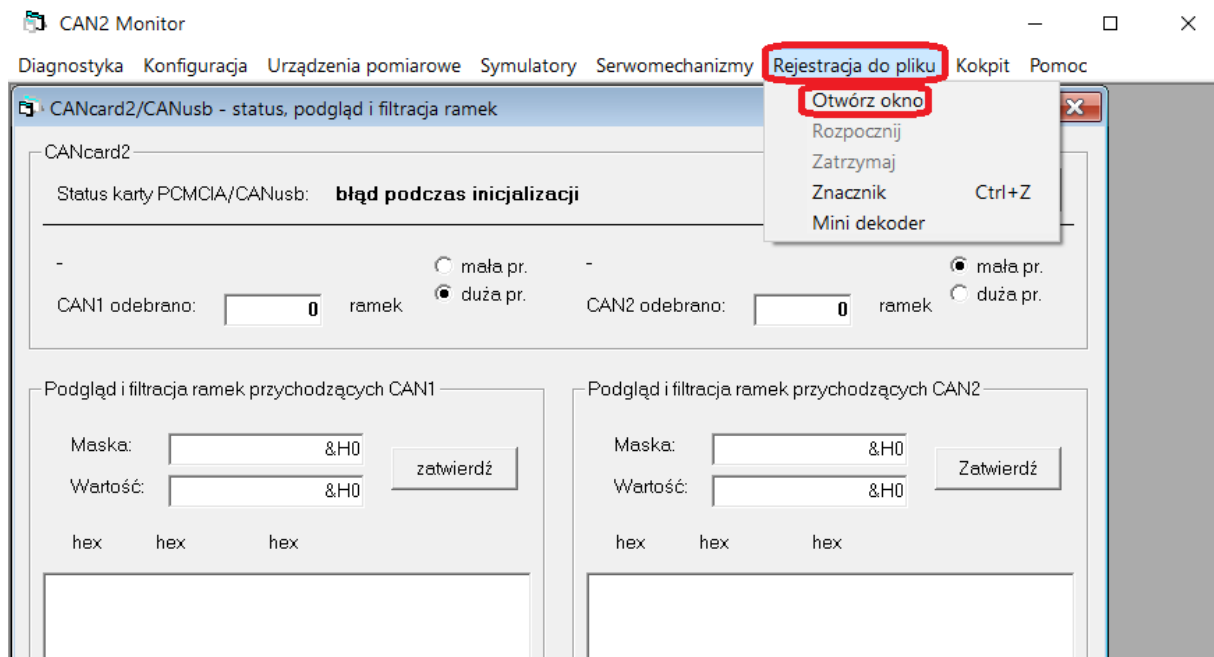 CAN2 Monitor
Diagnostyka Konfiguracja Urządzenia pomiarowe Symulatory Serwomechanizmy Rejestracja do pliku Kokpit Pomoc
Otwórz okno
Rozpocznij
Zatrzymaj
Znacznik Ctrl+Z
Mini dekoder
CANcard2/CANusb - status, podgląd i filtracja ramek
CANcard2
Status karty PCMCIA/CANusb: błąd podczas inicjalizacji
- mała pr. - mała pr.
CAN1 odebrano: 0 ramek duża pr. CAN2 odebrano: 0 ramek duża pr.
Podgląd i filtracja ramek przychodzących CAN1
Maska: &H0
zatwierdź
Wartość: &H0
hex hex hex
Podgląd i filtracja ramek przychodzących CAN2
Maska: &H0
Zatwierdź
Wartość: &H0
hex hex hex